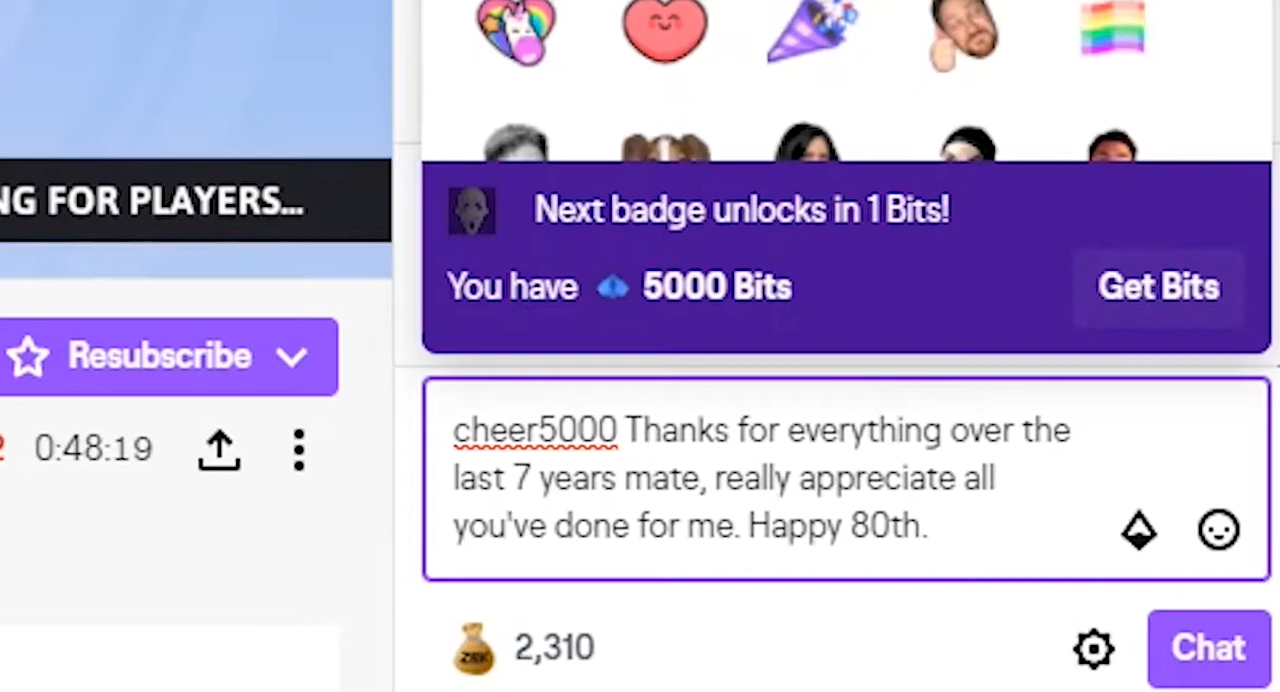 NG FOR PLAYERS...
Next badge unlocks in 1 Bits!
You have 5000 Bits
Get Bits
Resubscribe
2 0:48:19
cheer5000 Thanks for everything over the
last 7 years mate, really appreciate all
you've done for me. Happy 80th.
2,310
Chat